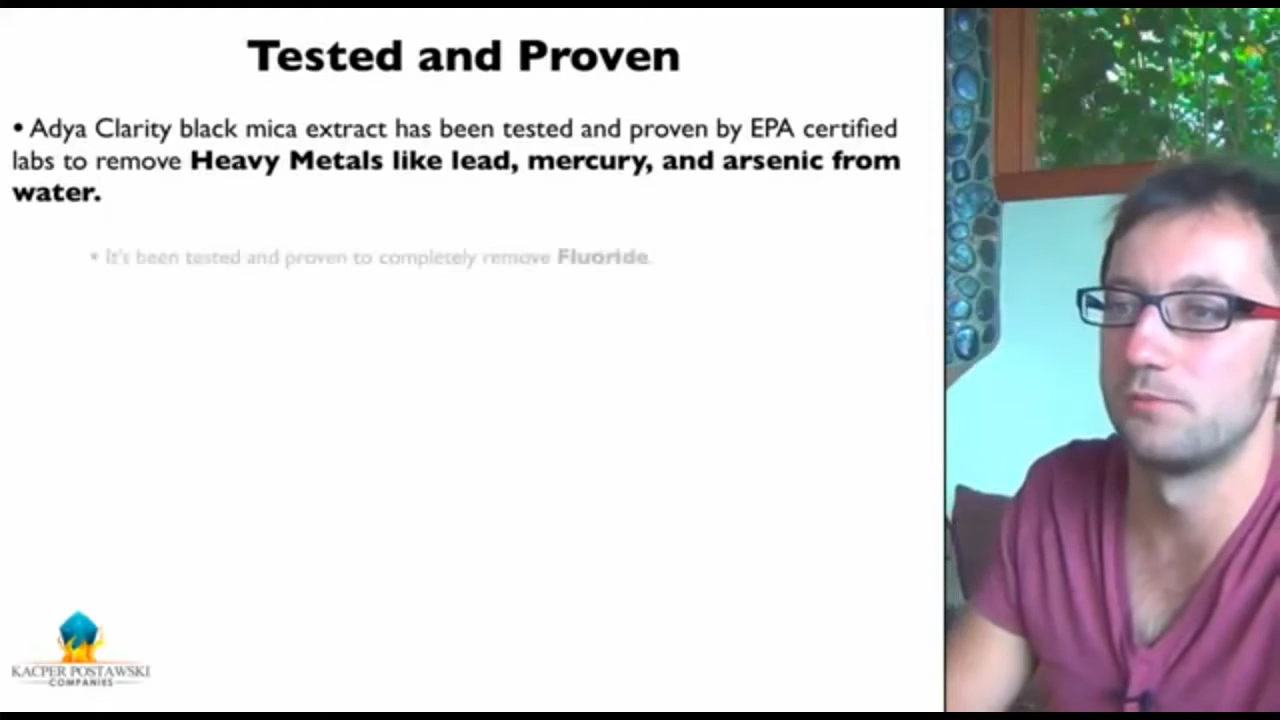 Tested and Proven
• Adya Clarity black mica extract has been tested and proven by EPA certified
labs to remove Heavy Metals like lead, mercury, and arsenic from
water.
• It's been tested and proven to completely remove Fluoride.
KACPER POSTAWSKI
COMPANIES